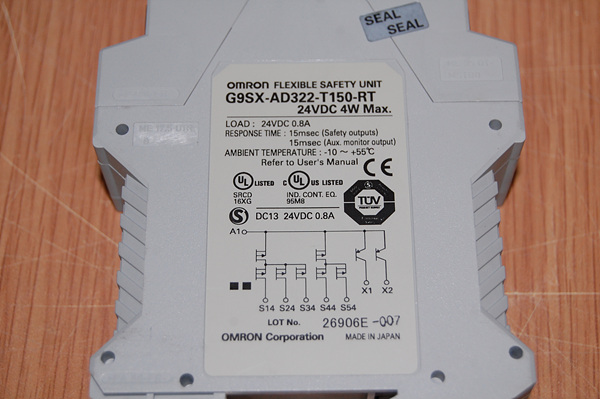 SEAL
SEAL
OMRON FLEXIBLE SAFETY UNIT
G9SX-AD322-T150-RT
24VDC 4W Max.
LOAD : 24VDC 0.8A
RESPONSE TIME : 15msec (Safety outputs)
15msec (Aux. monitor output)
AMBIENT TEMPERATURE : -10 ~ +55℃
Refer to User's Manual
CE
UL LISTED
C UL US LISTED
SRCD
16XG
IND. CONT. EQ.
95M8
TÜV
S DC13 24VDC 0.8A
A1
X1 X2
S14 S24 S34 S44 S54
LOT No. 26906E -007
OMRON Corporation MADE IN JAPAN